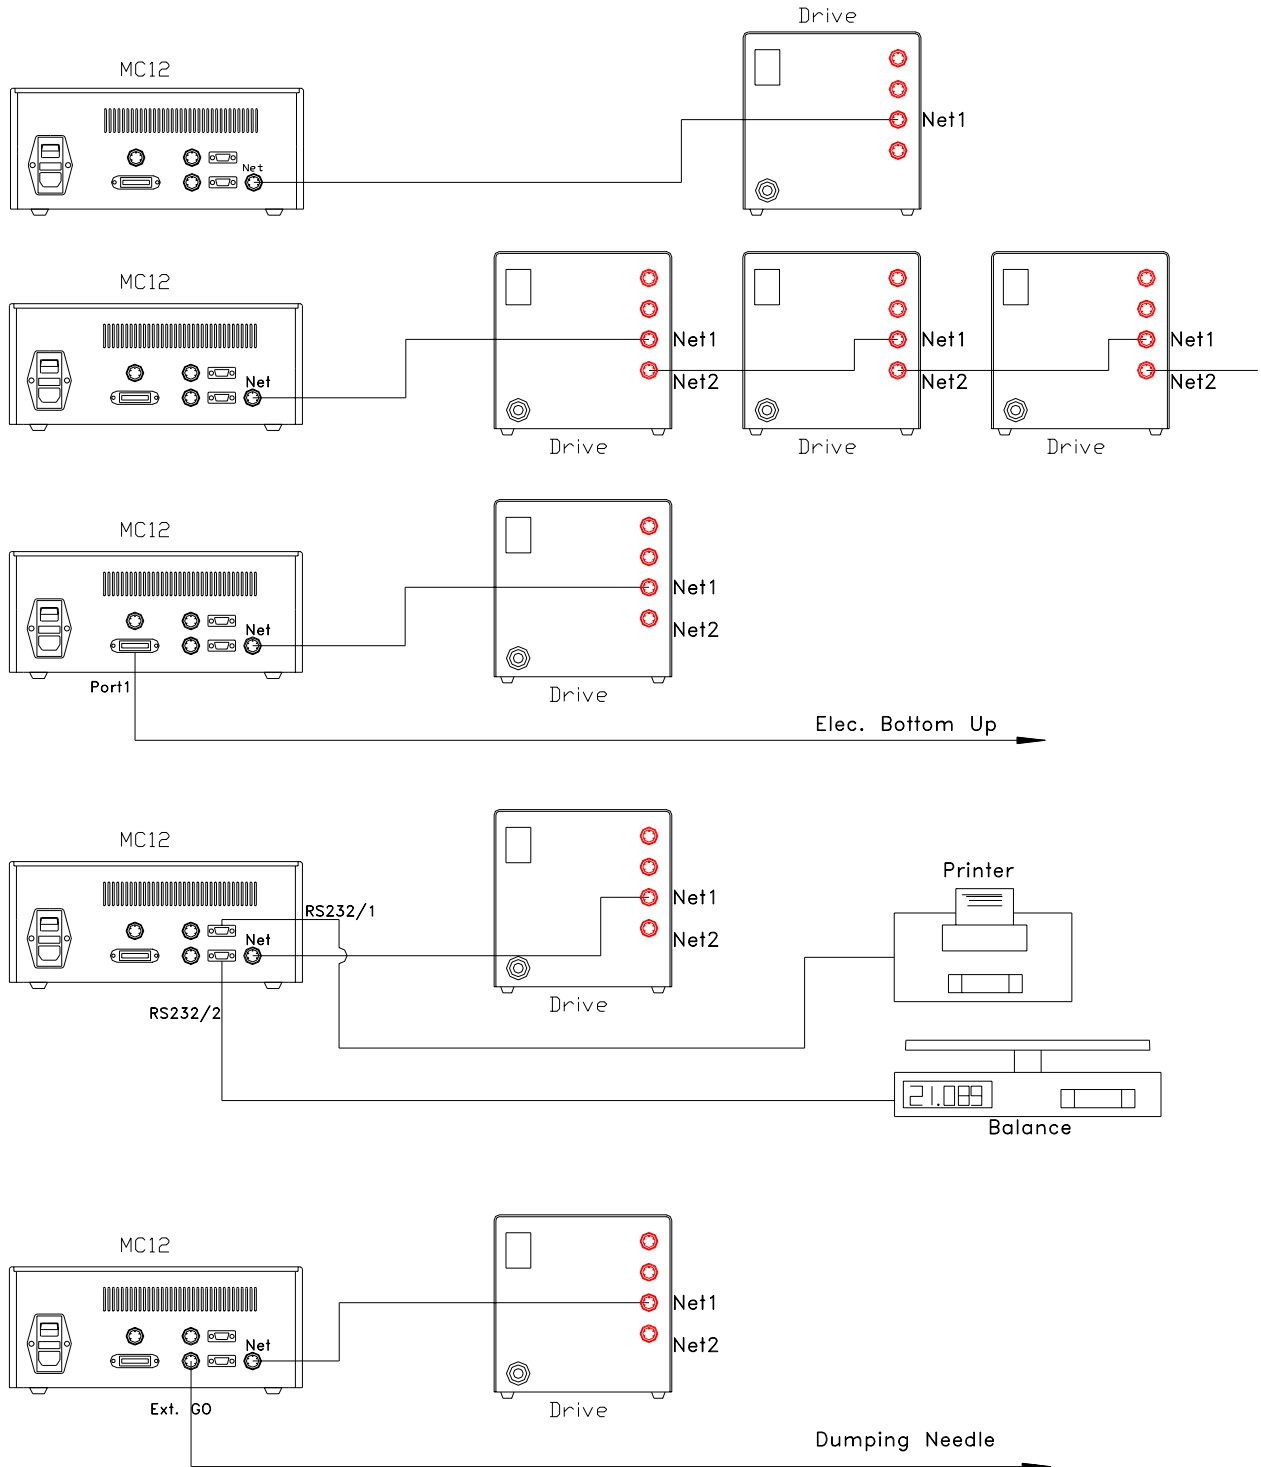 Drive
MC12
Net1
Net
MC12
Net1 Net1 Net1
Net Net2 Net2 Net2
Drive Drive Drive
MC12
Net1
Net Net2
Port1 Drive
Elec. Bottom Up
MC12
Printer
RS232/1 Net1
Net Net2
RS232/2 Drive
21.089
Balance
MC12
Net1
Net Net2
Ext. GO Drive
Dumping Needle